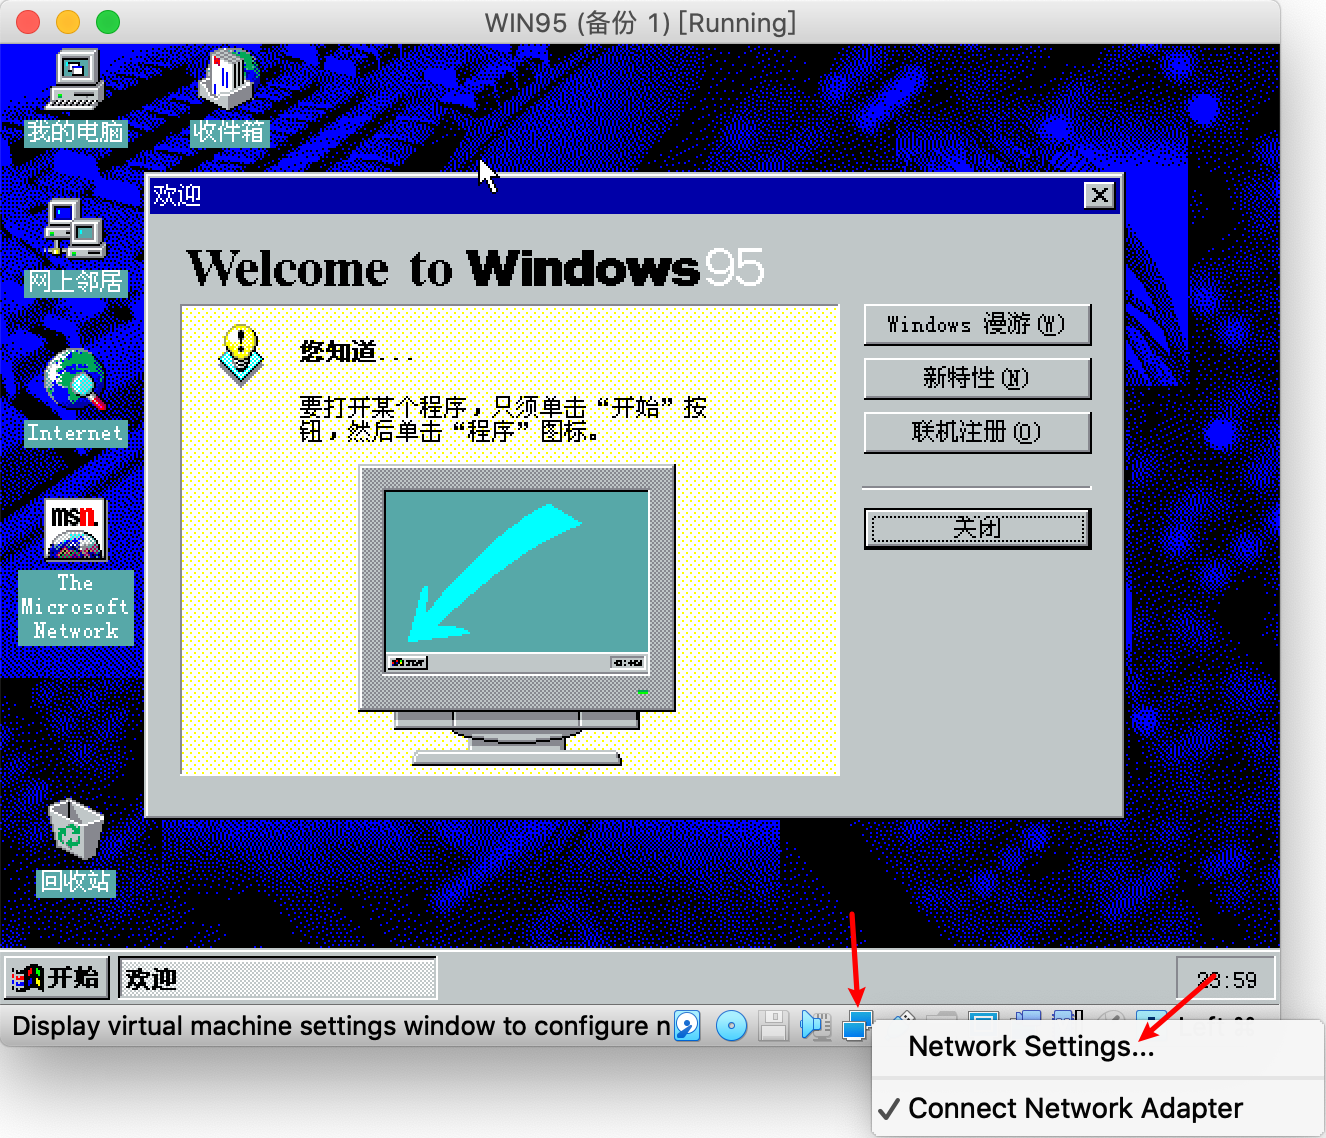 WIN95 (备份 1) [Running]
我的电脑
收件箱
网上邻居
Internet
msn.
The
Microsoft
Network
回收站
欢迎
Welcome to Windows 95
您知道...
要打开某个程序，只须单击“开始”按
钮，然后单击“程序”图标。
Windows 漫游(W)
新特性(N)
联机注册(O)
关闭
开始
欢迎
23:59
Display virtual machine settings window to configure n
Network Settings...
Connect Network Adapter